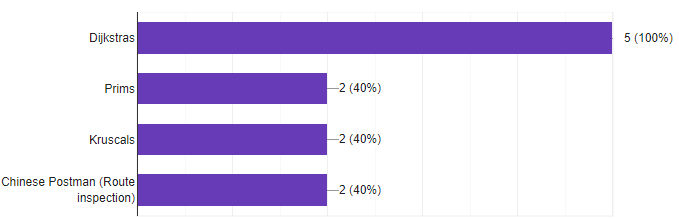 Dijkstras
5 (100%)
Prims
2 (40%)
Kruscals
2 (40%)
Chinese Postman (Route
inspection)
2 (40%)